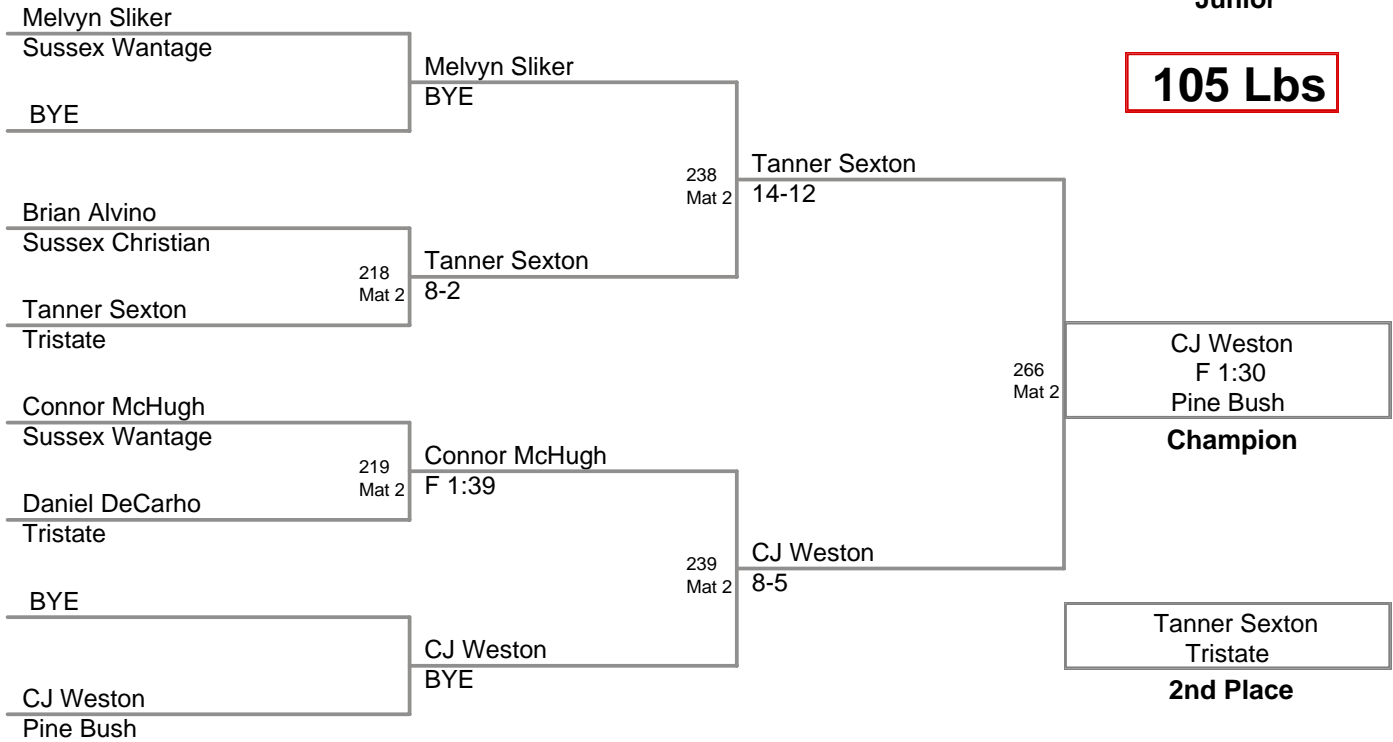 Junior
105 Lbs
Melvyn Sliker
Sussex Wantage
BYE
Brian Alvino
Sussex Christian
218
Mat 2
Tanner Sexton
Tristate
Connor McHugh
Sussex Wantage
219
Mat 2
Daniel DeCarho
Tristate
BYE
CJ Weston
Pine Bush
Melvyn Sliker
BYE
238
Mat 2
Tanner Sexton
8-2
Connor McHugh
F 1:39
239
Mat 2
CJ Weston
BYE
Tanner Sexton
14-12
266
Mat 2
CJ Weston
8-5
CJ Weston
F 1:30
Pine Bush
Champion
Tanner Sexton
Tristate
2nd Place